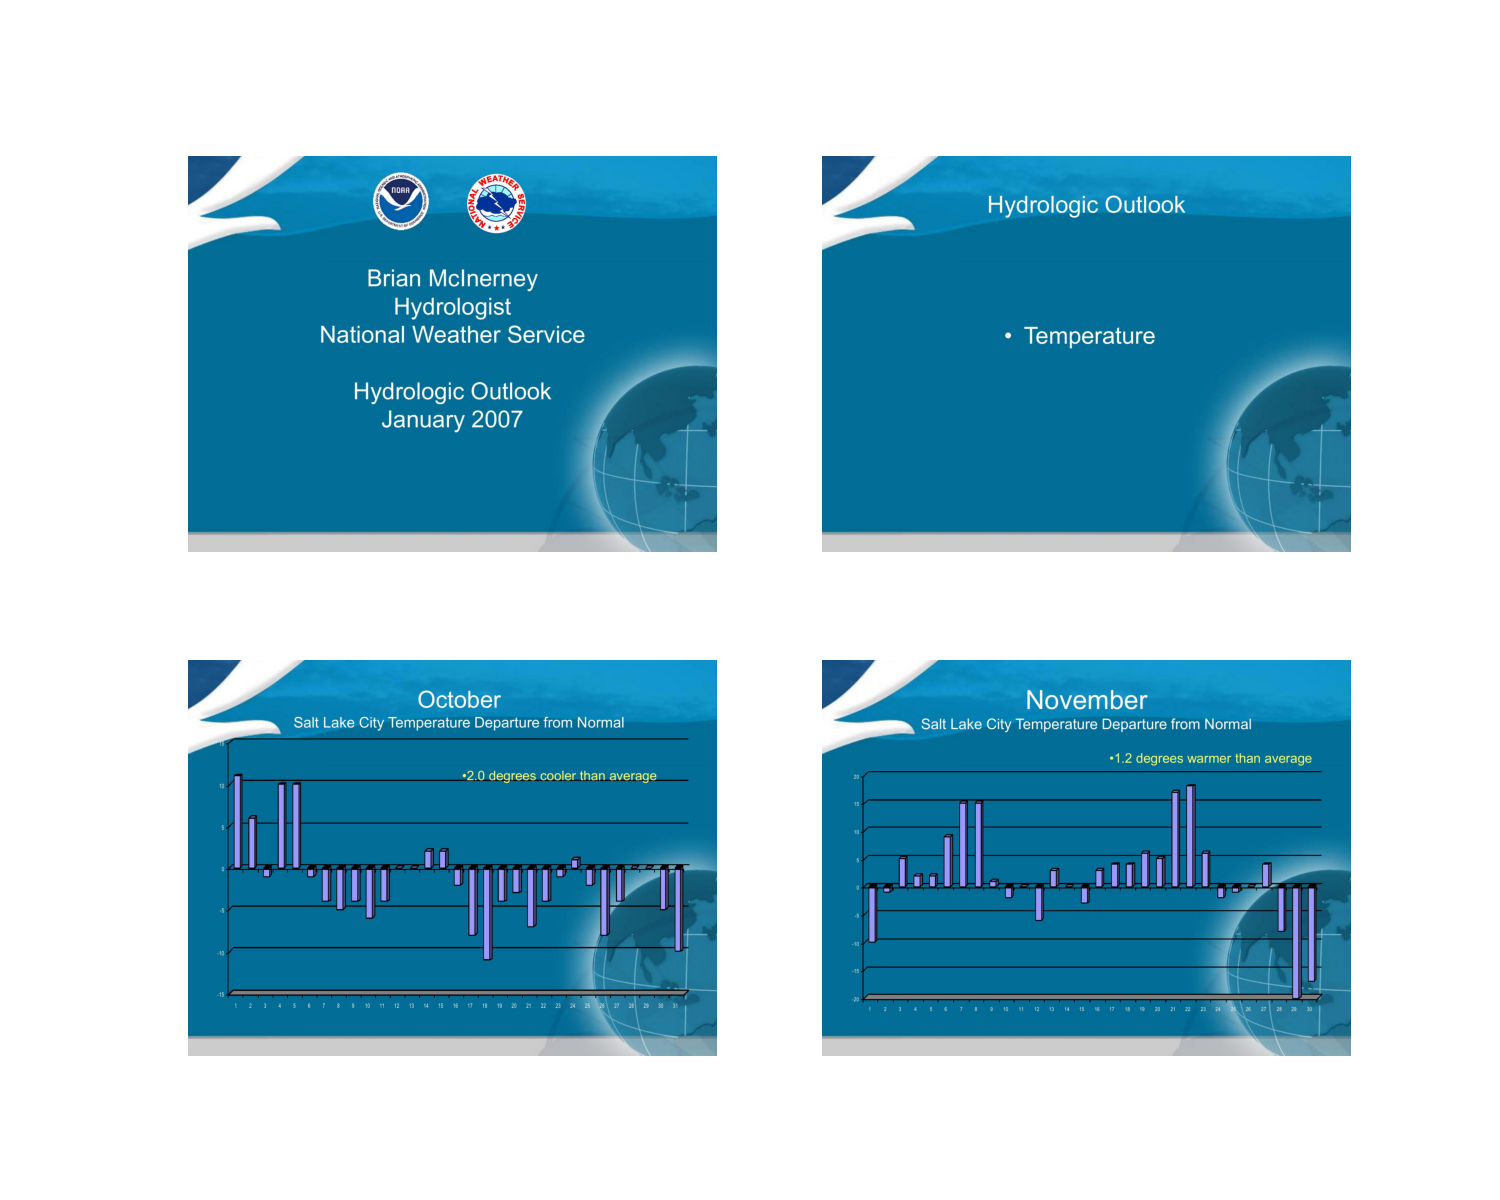 NOAA
NATIONAL WEATHER SERVICE
Brian McInerney
Hydrologist
National Weather Service
Hydrologic Outlook
January 2007
Hydrologic Outlook
• Temperature
October
Salt Lake City Temperature Departure from Normal
•2.0 degrees cooler than average
15
10
5
0
-5
-10
-15
1 2 3 4 5 6 7 8 9 10 11 12 13 14 15 16 17 18 19 20 21 22 23 24 25 26 27 28 29 30 31
November
Salt Lake City Temperature Departure from Normal
•1.2 degrees warmer than average
20
15
10
5
0
-5
-10
-15
-20
1 2 3 4 5 6 7 8 9 10 11 12 13 14 15 16 17 18 19 20 21 22 23 24 25 26 27 28 29 30